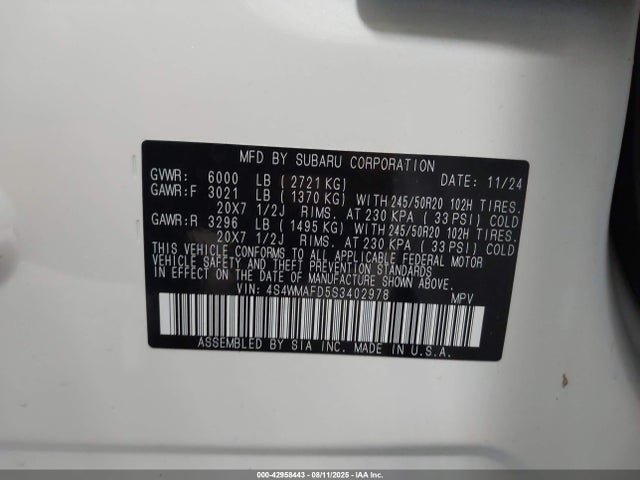 MFD BY SUBARU CORPORATION
GVWR: 6000 LB ( 2721 KG) DATE: 11/24
GAWR:F 3021 LB ( 1370 KG) WITH 245/50R20 102H TIRES.
20X7 1/2J RIMS. AT 230 KPA ( 33 PSI) COLD
GAWR:R 3296 LB ( 1495 KG) WITH 245/50R20 102H TIRES.
20X7 1/2J RIMS. AT 230 KPA ( 33 PSI) COLD
THIS VEHICLE CONFORMS TO ALL APPLICABLE FEDERAL MOTOR
VEHICLE SAFETY AND THEFT PREVENTION STANDARDS
IN EFFECT ON THE DATE OF MANUFACTURE SHOWN ABOVE.
VIN: 4S4WMAFD5S3402978 MPV
ASSEMBLED BY SIA INC. MADE IN U.S.A.
000-42958443 - 08/11/2025 - IAA Inc.